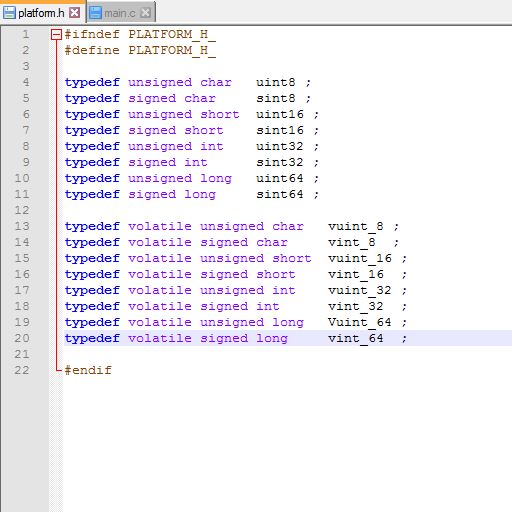 platform.h main.c
1 #ifndef PLATFORM_H_
2 #define PLATFORM_H_
3
4 typedef unsigned char uint8 ;
5 typedef signed char sint8 ;
6 typedef unsigned short uint16 ;
7 typedef signed short sint16 ;
8 typedef unsigned int uint32 ;
9 typedef signed int sint32 ;
10 typedef unsigned long uint64 ;
11 typedef signed long sint64 ;
12
13 typedef volatile unsigned char vuint_8 ;
14 typedef volatile signed char vint_8 ;
15 typedef volatile unsigned short vuint_16 ;
16 typedef volatile signed short vint_16 ;
17 typedef volatile unsigned int vuint_32 ;
18 typedef volatile signed int vint_32 ;
19 typedef volatile unsigned long Vuint_64 ;
20 typedef volatile signed long vint_64 ;
21
22 #endif